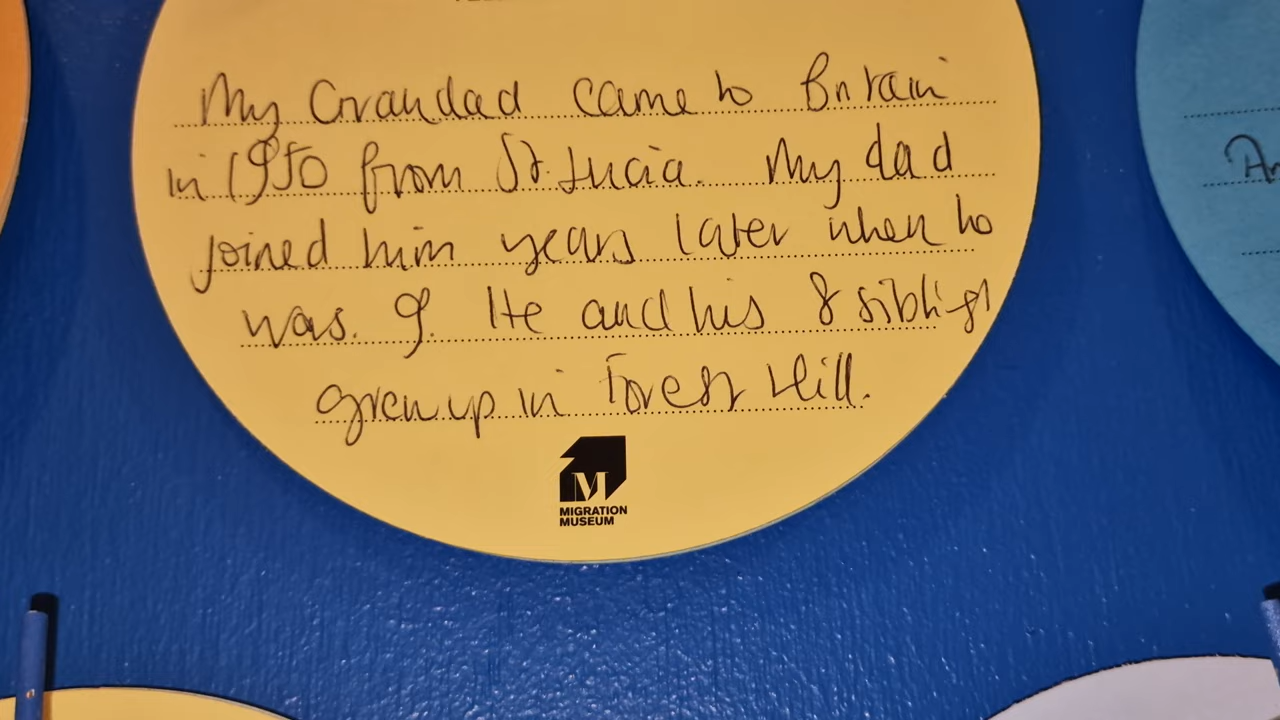 My Grandad came to Britain
in 1950 from St. Lucia. My dad
joined him years later when he
was. 9. He and his 8 siblings
grew up in Forest Hill.
M
MIGRATION
MUSEUM